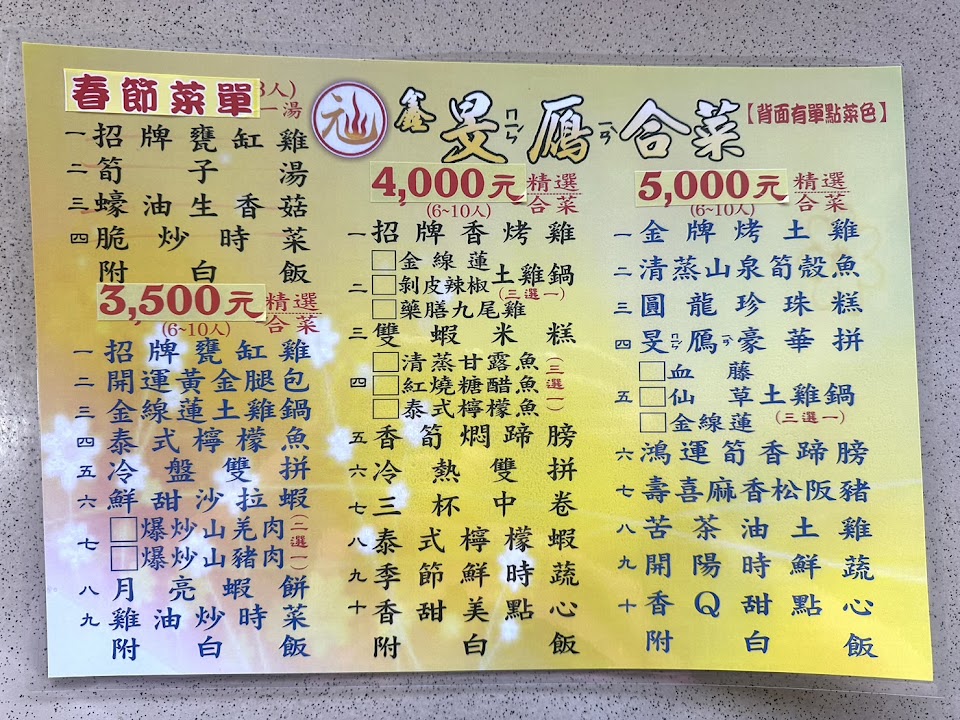 春節菜單
3人)
一湯
鑫旻ㄇㄧㄢˊ鴈ㄧㄢˋ合菜
【背面有單點菜色】
一招牌甕缸雞
二筍子湯
三蠔油生香菇
四脆炒時菜
附白飯
3,500元 精選合菜
(6~10人)
一招牌甕缸雞
二開運黃金腿包
三金線蓮土雞鍋
四泰式檸檬魚
五冷盤雙拼
六鮮甜沙拉蝦
七□爆炒山羌肉
□爆炒山豬肉
(二選一)
八月亮蝦餅
九雞油炒時菜
附白飯
4,000元 精選合菜
(6~10人)
一招牌香烤雞
二□金線蓮
□剝皮辣椒
□藥膳九尾雞
土雞鍋
(三選一)
三雙蝦米糕
四□清蒸甘露魚
□紅燒糖醋魚
□泰式檸檬魚
(三選一)
五香筍燜蹄膀
六冷熱雙拼
七三杯中卷
八泰式檸檬蝦
九季節鮮時蔬
十香甜美點心
附白飯
5,000元 精選合菜
(6~10人)
一金牌烤土雞
二清蒸山泉筍殼魚
三圓龍珍珠糕
四旻鴈豪華拼
五□血藤
□仙草
□金線蓮
土雞鍋
(三選一)
六鴻運筍香蹄膀
七壽喜麻香松阪豬
八苦茶油土雞
九開陽時鮮蔬
十香Q甜點心
附白飯